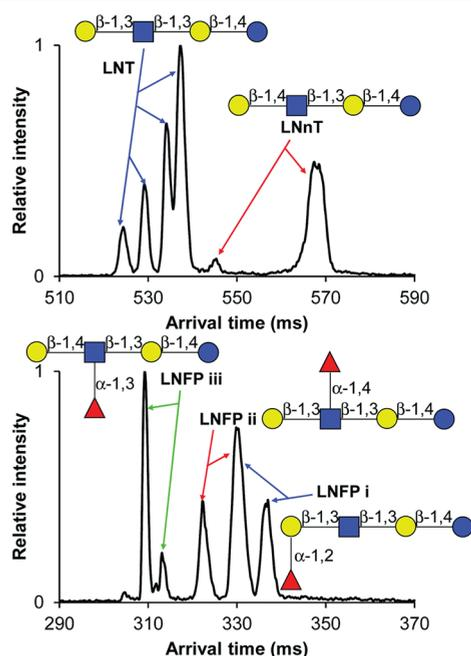 β-1,3 β-1,3 β-1,4
LNT
β-1,4 β-1,3 β-1,4
LNnT
1
0
Relative intensity
510 530 550 570 590
Arrival time (ms)
β-1,4 β-1,3 β-1,4
α-1,3
LNFP iii
LNFP ii
α-1,4
β-1,3 β-1,3 β-1,4
LNFP i
β-1,3 β-1,3 β-1,4
α-1,2
1
0
Relative intensity
290 310 330 350 370
Arrival time (ms)